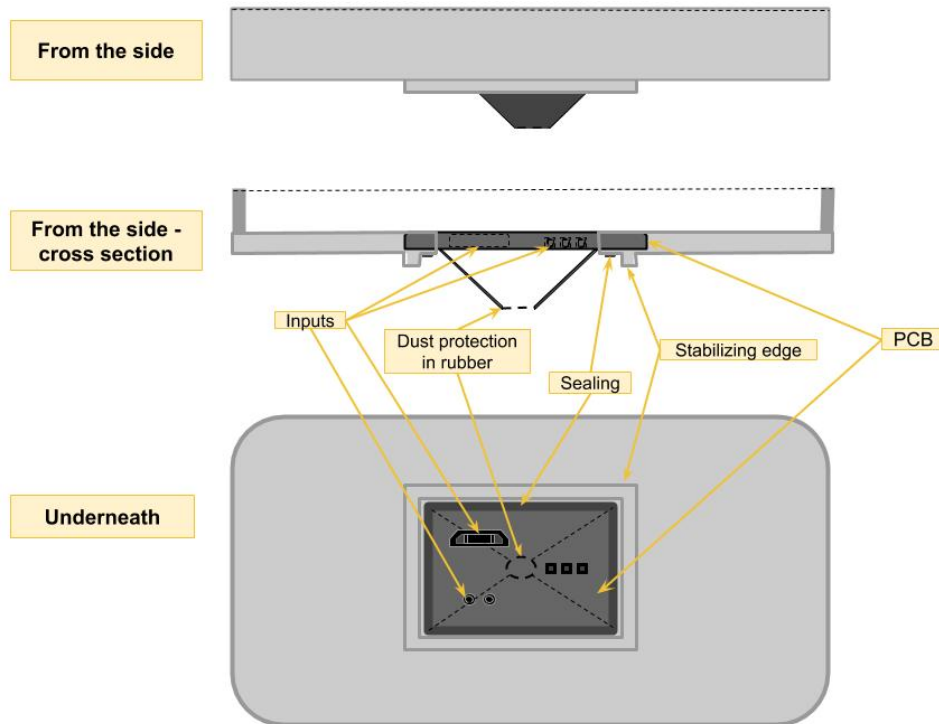 From the side
From the side -
cross section
Inputs
Dust protection
in rubber
Sealing
Stabilizing edge
PCB
Underneath